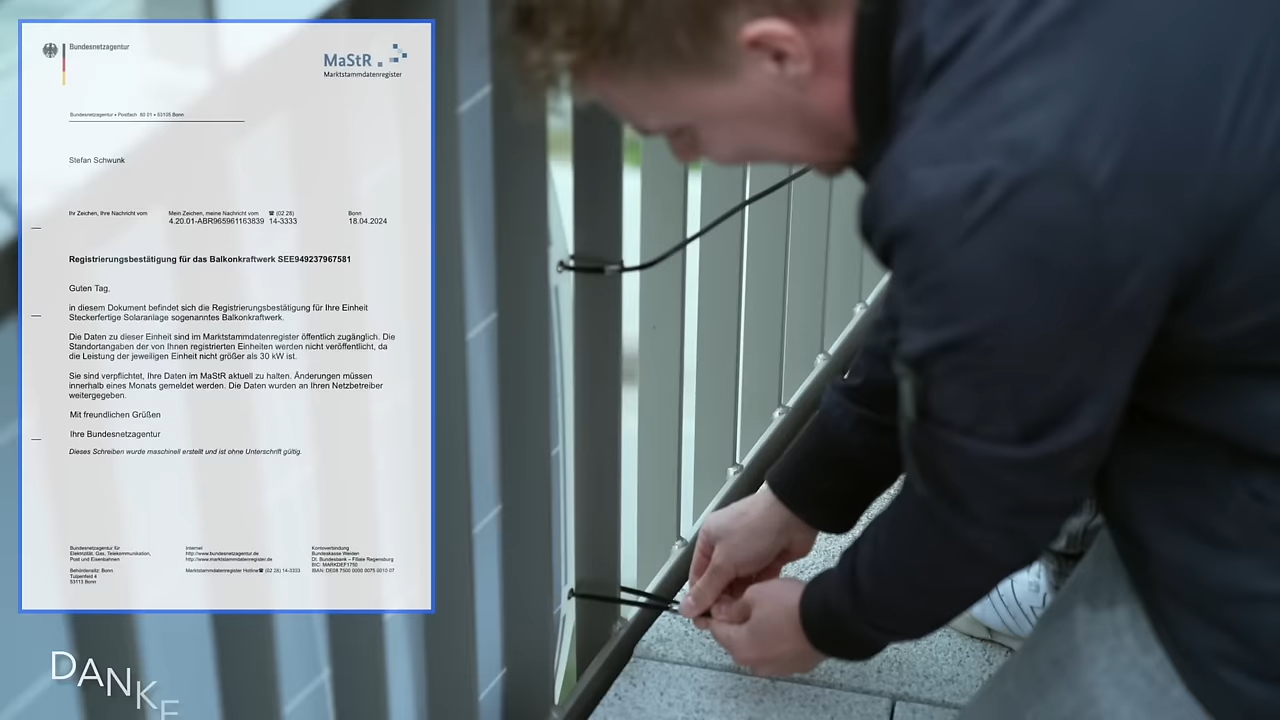 Bundesnetzagentur
MaStR
Marktstammdatenregister
Bundesnetzagentur • Postfach 80 01 • 53105 Bonn
Stefan Schwunk
Ihr Zeichen, Ihre Nachricht vom Mein Zeichen, meine Nachricht vom ☎ (02 28) Bonn
4.20.01-ABR965961163839 14-3333 18.04.2024
Registrierungsbestätigung für das Balkonkraftwerk SEE949237967581
Guten Tag,
in diesem Dokument befindet sich die Registrierungsbestätigung für Ihre Einheit
Steckerfertige Solaranlage sogenanntes Balkonkraftwerk.
Die Daten zu dieser Einheit sind im Marktstammdatenregister öffentlich zugänglich. Die
Standortangaben der von Ihnen registrierten Einheiten werden nicht veröffentlicht, da
die Leistung der jeweiligen Einheit nicht größer als 30 kW ist.
Sie sind verpflichtet, Ihre Daten im MaStR aktuell zu halten. Änderungen müssen
innerhalb eines Monats gemeldet werden. Die Daten wurden an Ihren Netzbetreiber
weitergegeben.
Mit freundlichen Grüßen
Ihre Bundesnetzagentur
Dieses Schreiben wurde maschinell erstellt und ist ohne Unterschrift gültig.
Bundesnetzagentur für
Elektrizität, Gas, Telekommunikation,
Post und Eisenbahnen
Behördensitz: Bonn
Tulpenfeld 4
53113 Bonn
Internet
http://www.bundesnetzagentur.de
http://www.marktstammdatenregister.de
Marktstammdatenregister Hotline☎ (02 28) 14-3333
Kontoverbindung
Bundeskasse Weiden
Dt. Bundesbank – Filiale Regensburg
BIC: MARKDEF1750
IBAN: DE08 7500 0000 0075 0010 07
DANKE